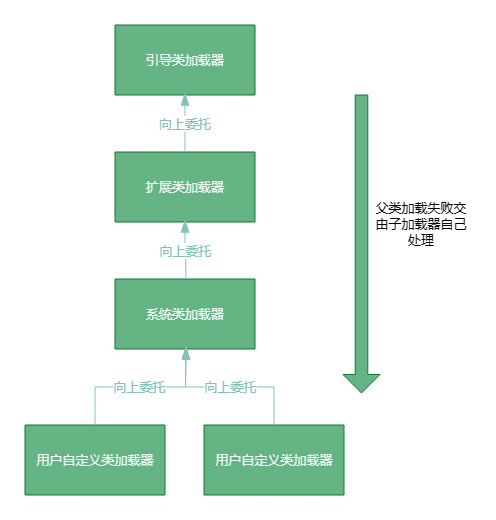 引导类加载器
向上委托
扩展类加载器
父类加载失败交
由子加载器自己
处理
向上委托
系统类加载器
向上委托
向上委托
用户自定义类加载器
用户自定义类加载器